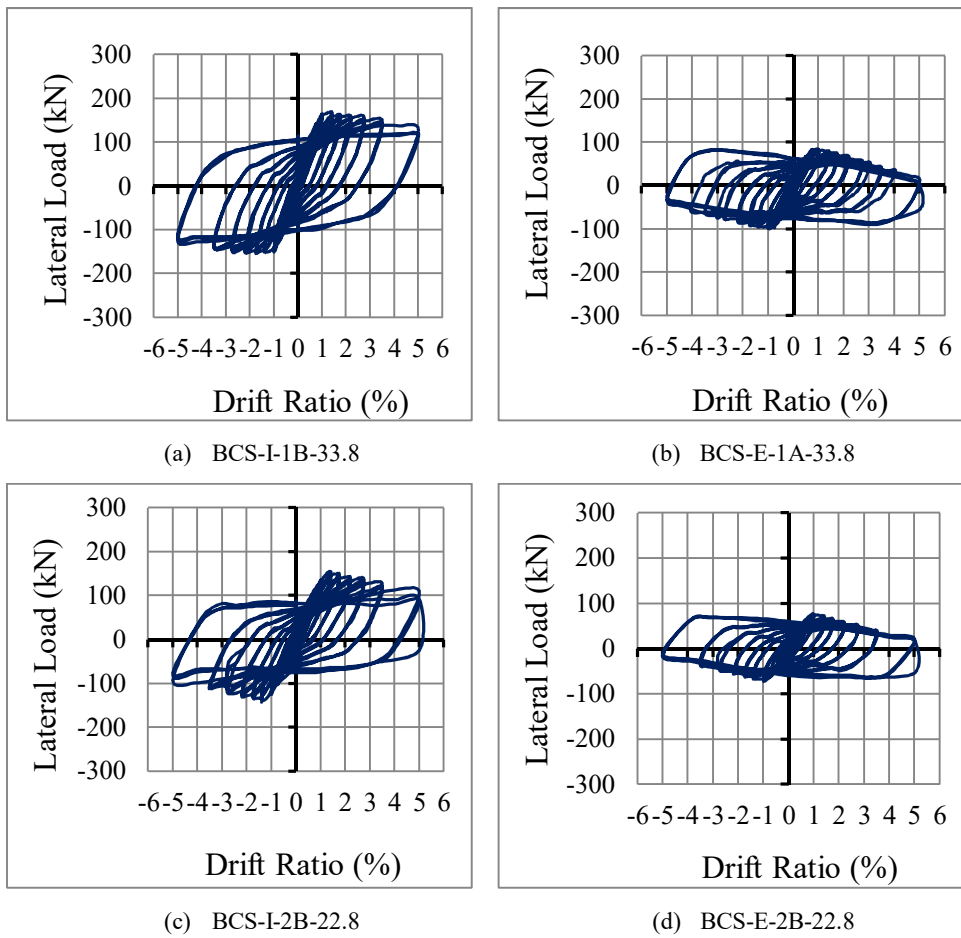 300
200
100
0
-100
-200
-300
Lateral Load (kN)
-6 -5 -4 -3 -2 -1 0 1 2 3 4 5 6
Drift Ratio (%)
(a) BCS-I-1B-33.8
300
200
100
0
-100
-200
-300
Lateral Load (kN)
-6 -5 -4 -3 -2 -1 0 1 2 3 4 5 6
Drift Ratio (%)
(b) BCS-E-1A-33.8
300
200
100
0
-100
-200
-300
Lateral Load (kN)
-6 -5 -4 -3 -2 -1 0 1 2 3 4 5 6
Drift Ratio (%)
(c) BCS-I-2B-22.8
300
200
100
0
-100
-200
-300
Lateral Load (kN)
-6 -5 -4 -3 -2 -1 0 1 2 3 4 5 6
Drift Ratio (%)
(d) BCS-E-2B-22.8